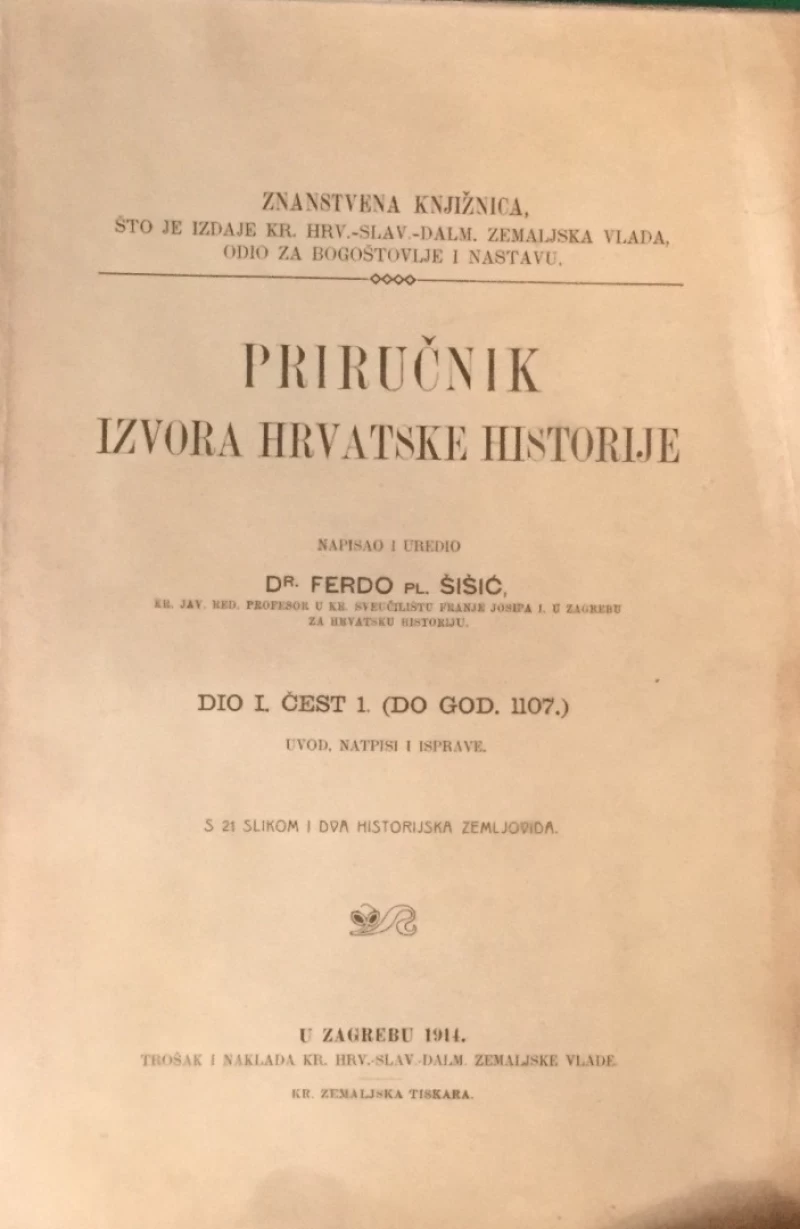 ZNANSTVENA KNJIŽNICA,
ŠTO JE IZDAJE KR. HRV.-SLAV.-DALM. ZEMALJSKA VLADA,
ODIO ZA BOGOŠTOVLJE I NASTAVU.
PRIRUČNIK
IZVORA HRVATSKE HISTORIJE
NAPISAO I UREDIO
DR. FERDO PL. ŠIŠIĆ,
KR. JAV. RED. PROFESOR U KR. SVEUČILIŠTU FRANJE JOSIPA I. U ZAGREBU
ZA HRVATSKU HISTORIJU.
DIO I. ČEST 1. (DO GOD. 1107.)
UVOD, NATPISI I ISPRAVE.
S 21 SLIKOM I DVA HISTORIJSKA ZEMLJOVIDA.
U ZAGREBU 1914.
TROŠAK I NAKLADA KR. HRV.-SLAV.-DALM. ZEMALJSKE VLADE.
KR. ZEMALJSKA TISKARA.